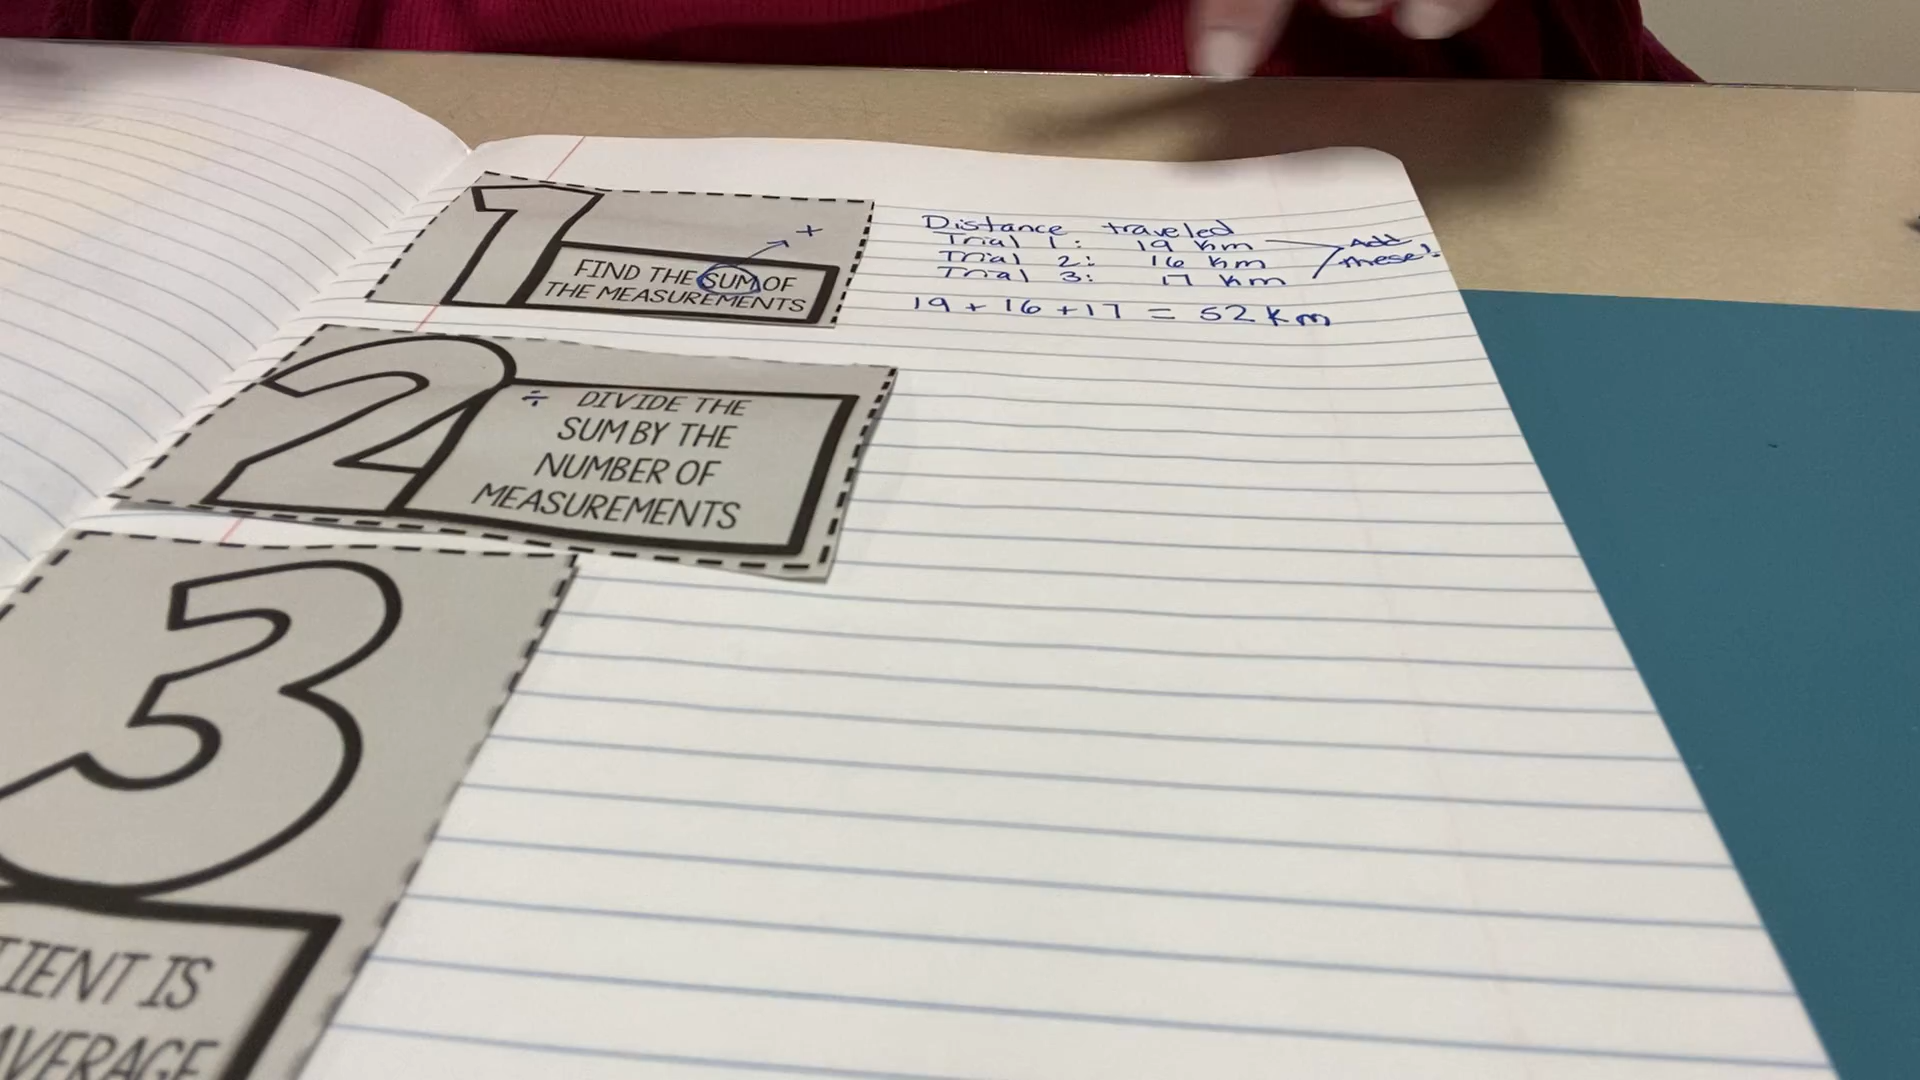 1
+
FIND THE SUM OF
THE MEASUREMENTS
Distance traveled
Trial 1: 19 km
Trial 2: 16 km
Trial 3: 17 km
Add
these!
19 + 16 + 17 = 52 km
2
÷ DIVIDE THE
SUM BY THE
NUMBER OF
MEASUREMENTS
3
TIENT IS
AVERAGE